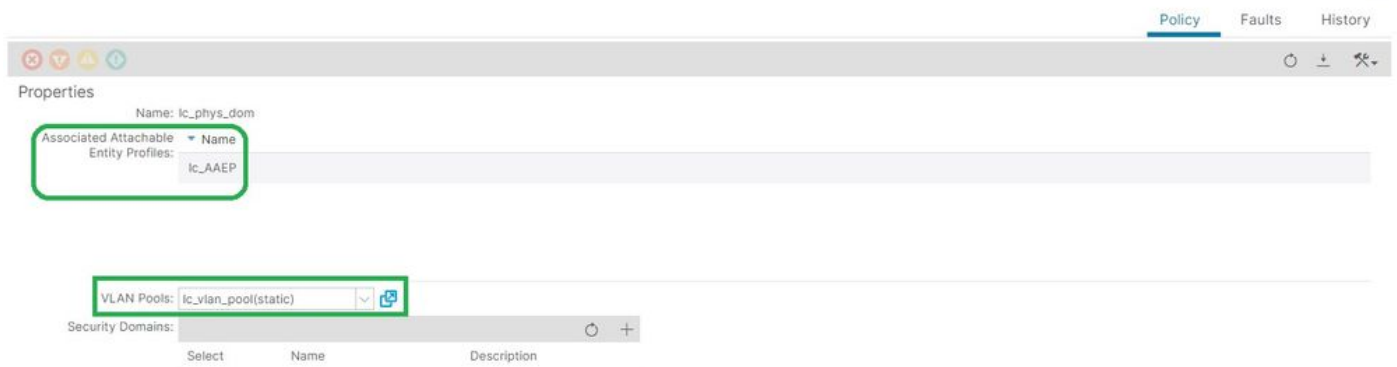 Policy Faults History
Properties
Name: lc_phys_dom
Associated Attachable Entity Profiles:
Name
lc_AAEP
VLAN Pools: lc_vlan_pool(static)
Security Domains:
Select Name Description